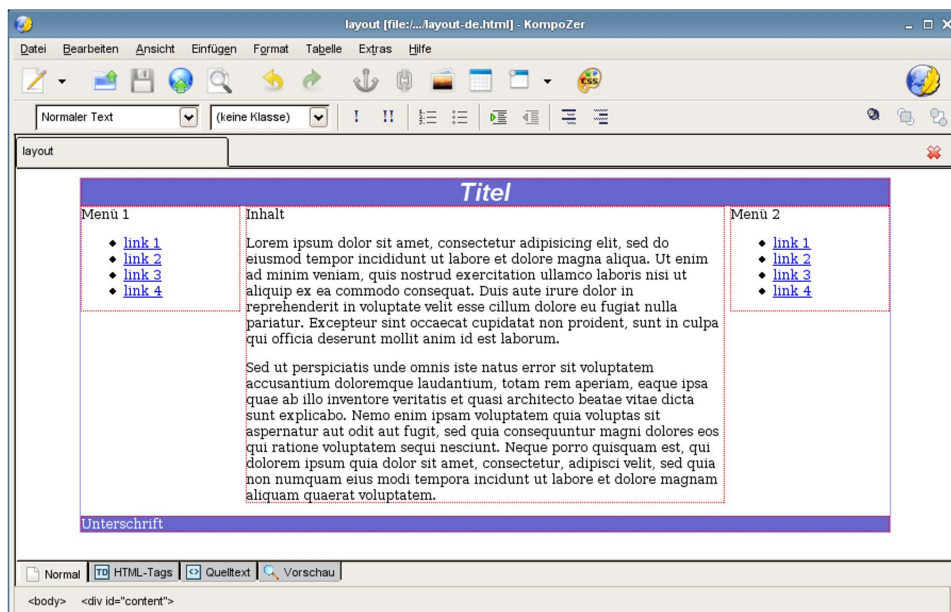 layout [file:/.../layout-de.html] - KompoZer
Datei Bearbeiten Ansicht Einfügen Format Tabelle Extras Hilfe
CSS
Normaler Text (keine Klasse) ! !!
layout
Titel
Menü 1
link 1
link 2
link 3
link 4
Inhalt
Lorem ipsum dolor sit amet, consectetur adipisicing elit, sed do
eiusmod tempor incididunt ut labore et dolore magna aliqua. Ut enim
ad minim veniam, quis nostrud exercitation ullamco laboris nisi ut
aliquip ex ea commodo consequat. Duis aute irure dolor in
reprehenderit in voluptate velit esse cillum dolore eu fugiat nulla
pariatur. Excepteur sint occaecat cupidatat non proident, sunt in culpa
qui officia deserunt mollit anim id est laborum.
Sed ut perspiciatis unde omnis iste natus error sit voluptatem
accusantium doloremque laudantium, totam rem aperiam, eaque ipsa
quae ab illo inventore veritatis et quasi architecto beatae vitae dicta
sunt explicabo. Nemo enim ipsam voluptatem quia voluptas sit
aspernatur aut odit aut fugit, sed quia consequuntur magni dolores eos
qui ratione voluptatem sequi nesciunt. Neque porro quisquam est, qui
dolorem ipsum quia dolor sit amet, consectetur, adipisci velit, sed quia
non numquam eius modi tempora incidunt ut labore et dolore magnam
aliquam quaerat voluptatem.
Menü 2
link 1
link 2
link 3
link 4
Unterschrift
Normal TD HTML-Tags Quelltext Vorschau
<body> <div id="content">